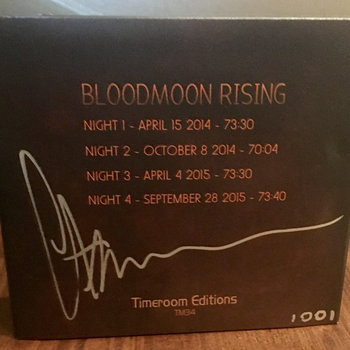 BLOODMOON RISING
NIGHT 1 - APRIL 15 2014 - 73:30
NIGHT 2 - OCTOBER 8 2014 - 70:04
NIGHT 3 - APRIL 4 2015 - 73:30
NIGHT 4 - SEPTEMBER 28 2015 - 73:40
Timeroom Editions
TM34
1001